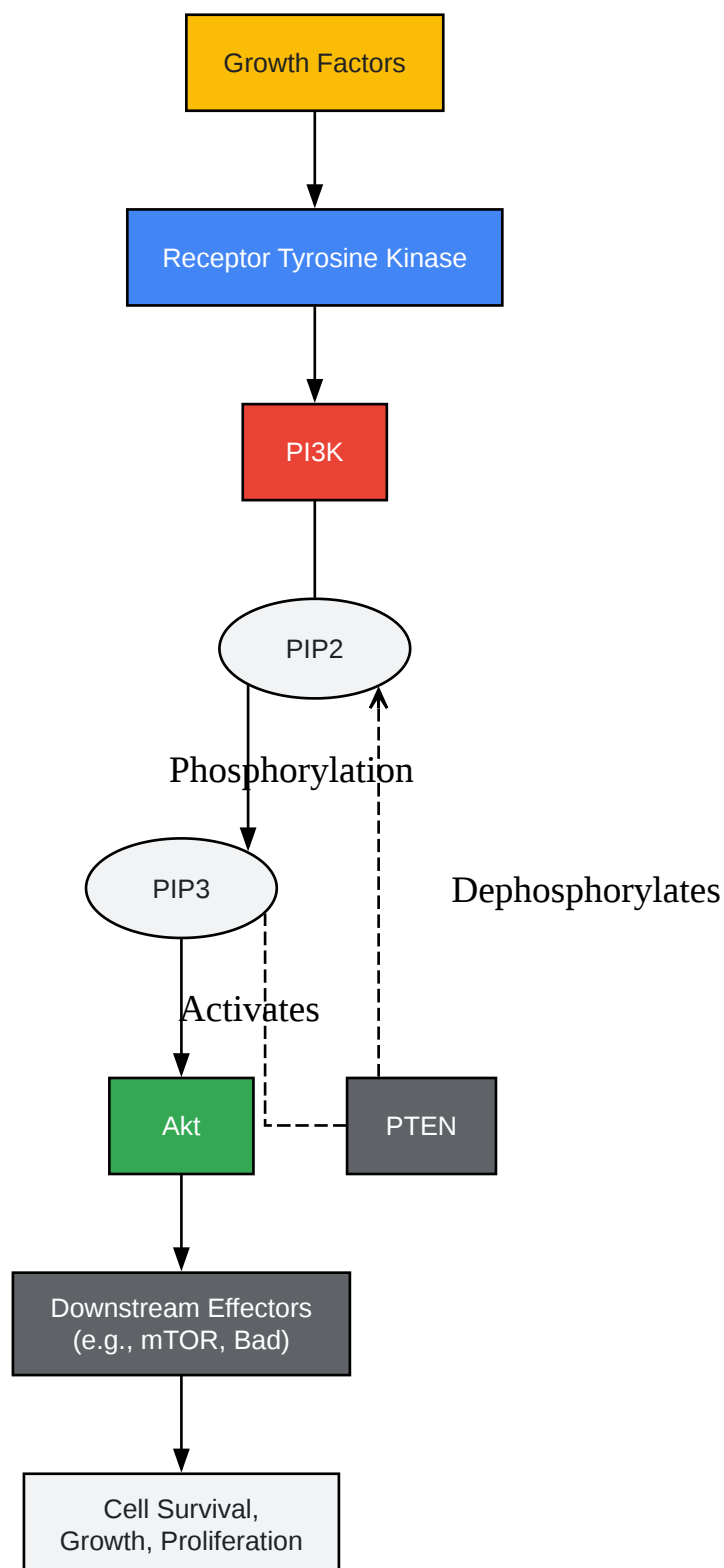 Growth Factors
Receptor Tyrosine Kinase
PI3K
PIP2
Phosphorylation
PIP3
Dephosphorylates
Activates
Akt
PTEN
Downstream Effectors
(e.g., mTOR, Bad)
Cell Survival,
Growth, Proliferation